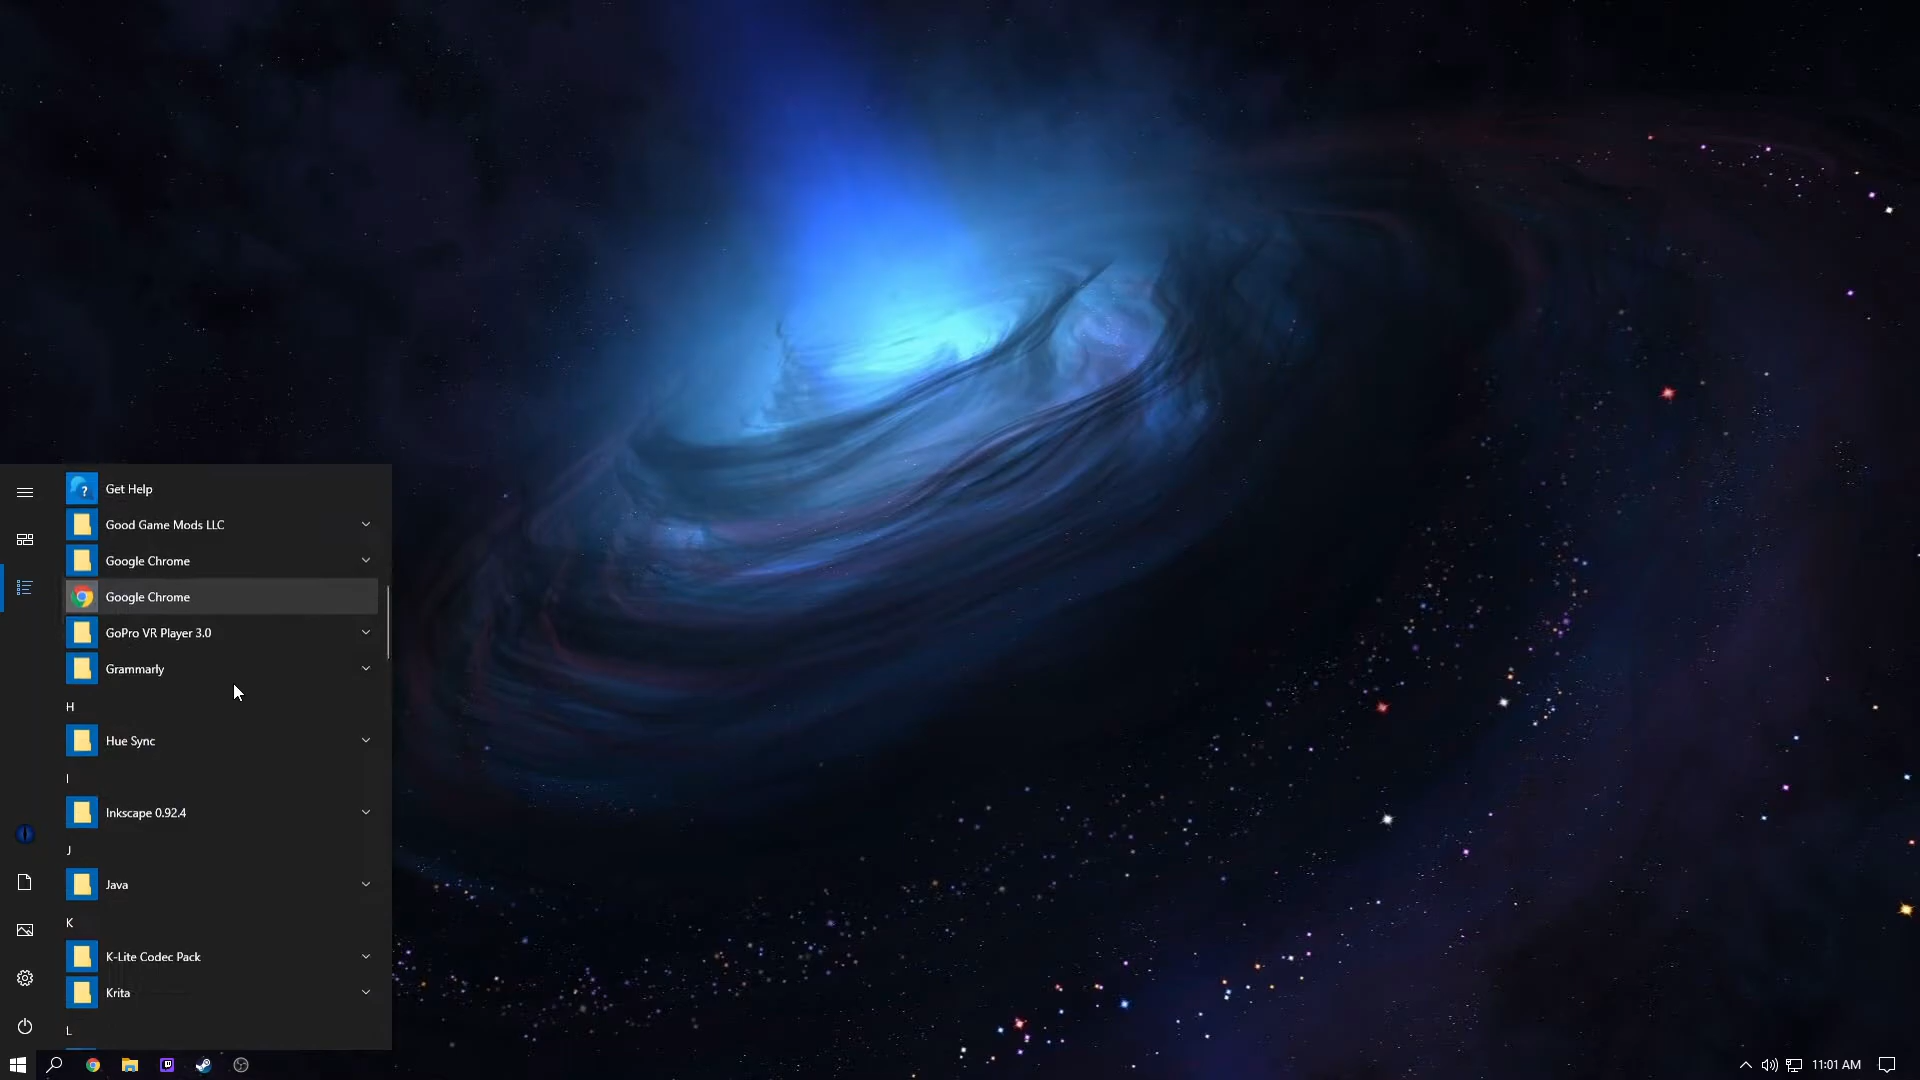 Get Help
Good Game Mods LLC
Google Chrome
Google Chrome
GoPro VR Player 3.0
Grammarly
H
Hue Sync
I
Inkscape 0.92.4
J
Java
K
K-Lite Codec Pack
Krita
L
11:01 AM